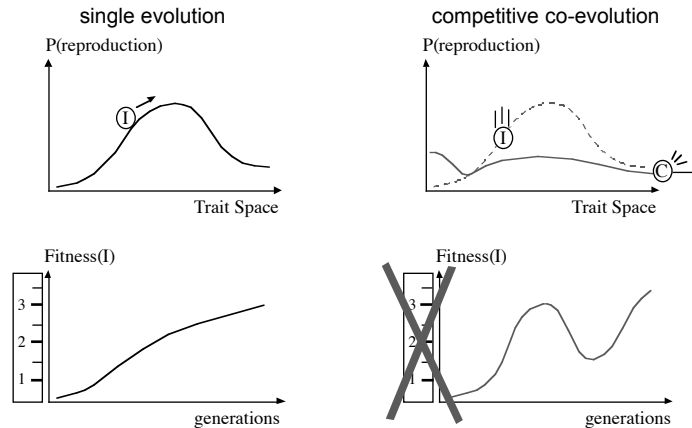 single evolution
competitive co-evolution
P(reproduction)
P(reproduction)
I
I
C
Trait Space
Trait Space
Fitness(I)
Fitness(I)
3
2
1
3
2
1
generations
generations